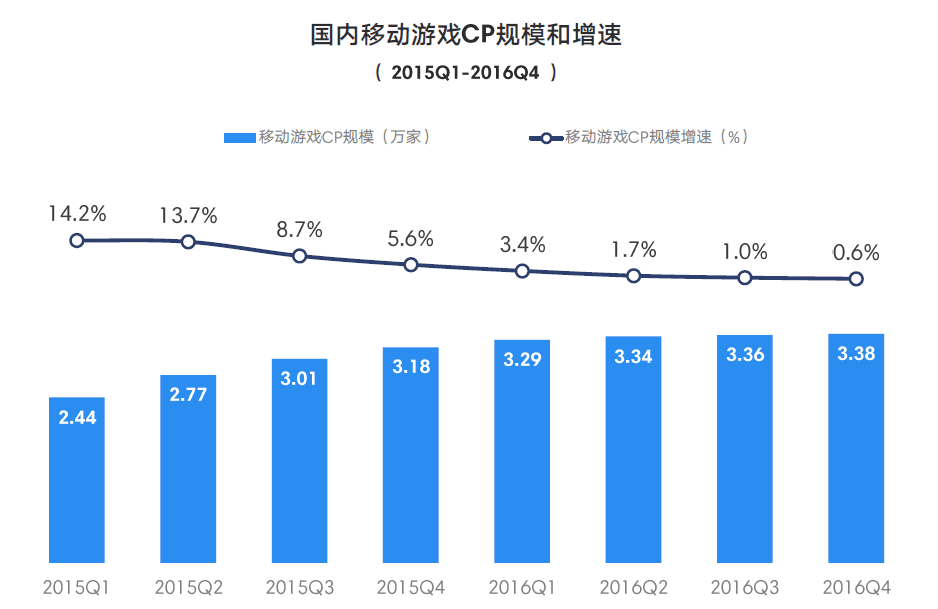 国内移动游戏CP规模和增速
( 2015Q1-2016Q4 )
移动游戏CP规模（万家） 移动游戏CP规模增速（%）
14.2% 13.7% 8.7% 5.6% 3.4% 1.7% 1.0% 0.6%
2.44 2.77 3.01 3.18 3.29 3.34 3.36 3.38
2015Q1 2015Q2 2015Q3 2015Q4 2016Q1 2016Q2 2016Q3 2016Q4